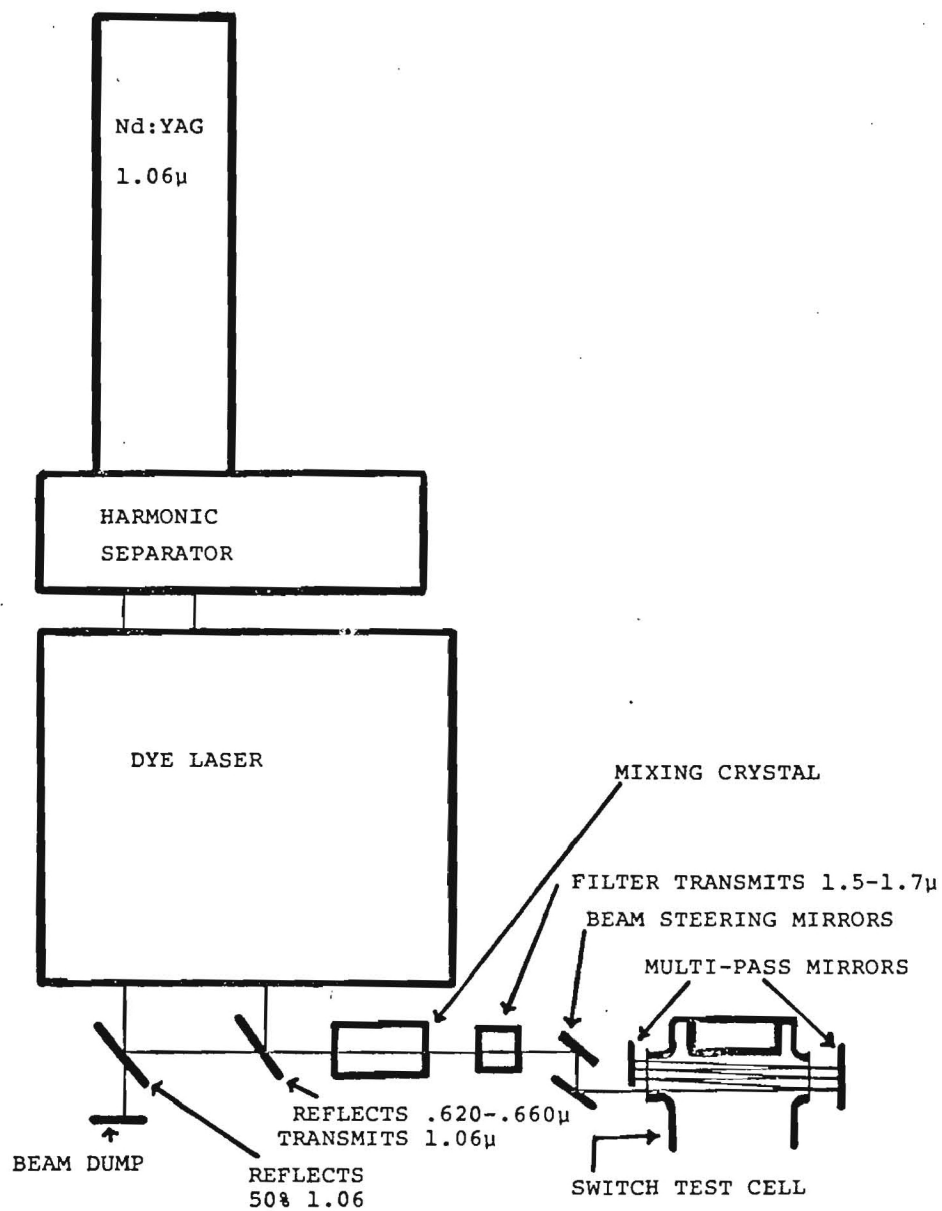 Nd:YAG
1.06μ
HARMONIC
SEPARATOR
DYE LASER
MIXING CRYSTAL
FILTER TRANSMITS 1.5-1.7μ
BEAM STEERING MIRRORS
MULTI-PASS MIRRORS
REFLECTS .620-.660μ
TRANSMITS 1.06μ
BEAM DUMP
REFLECTS
50% 1.06
SWITCH TEST CELL